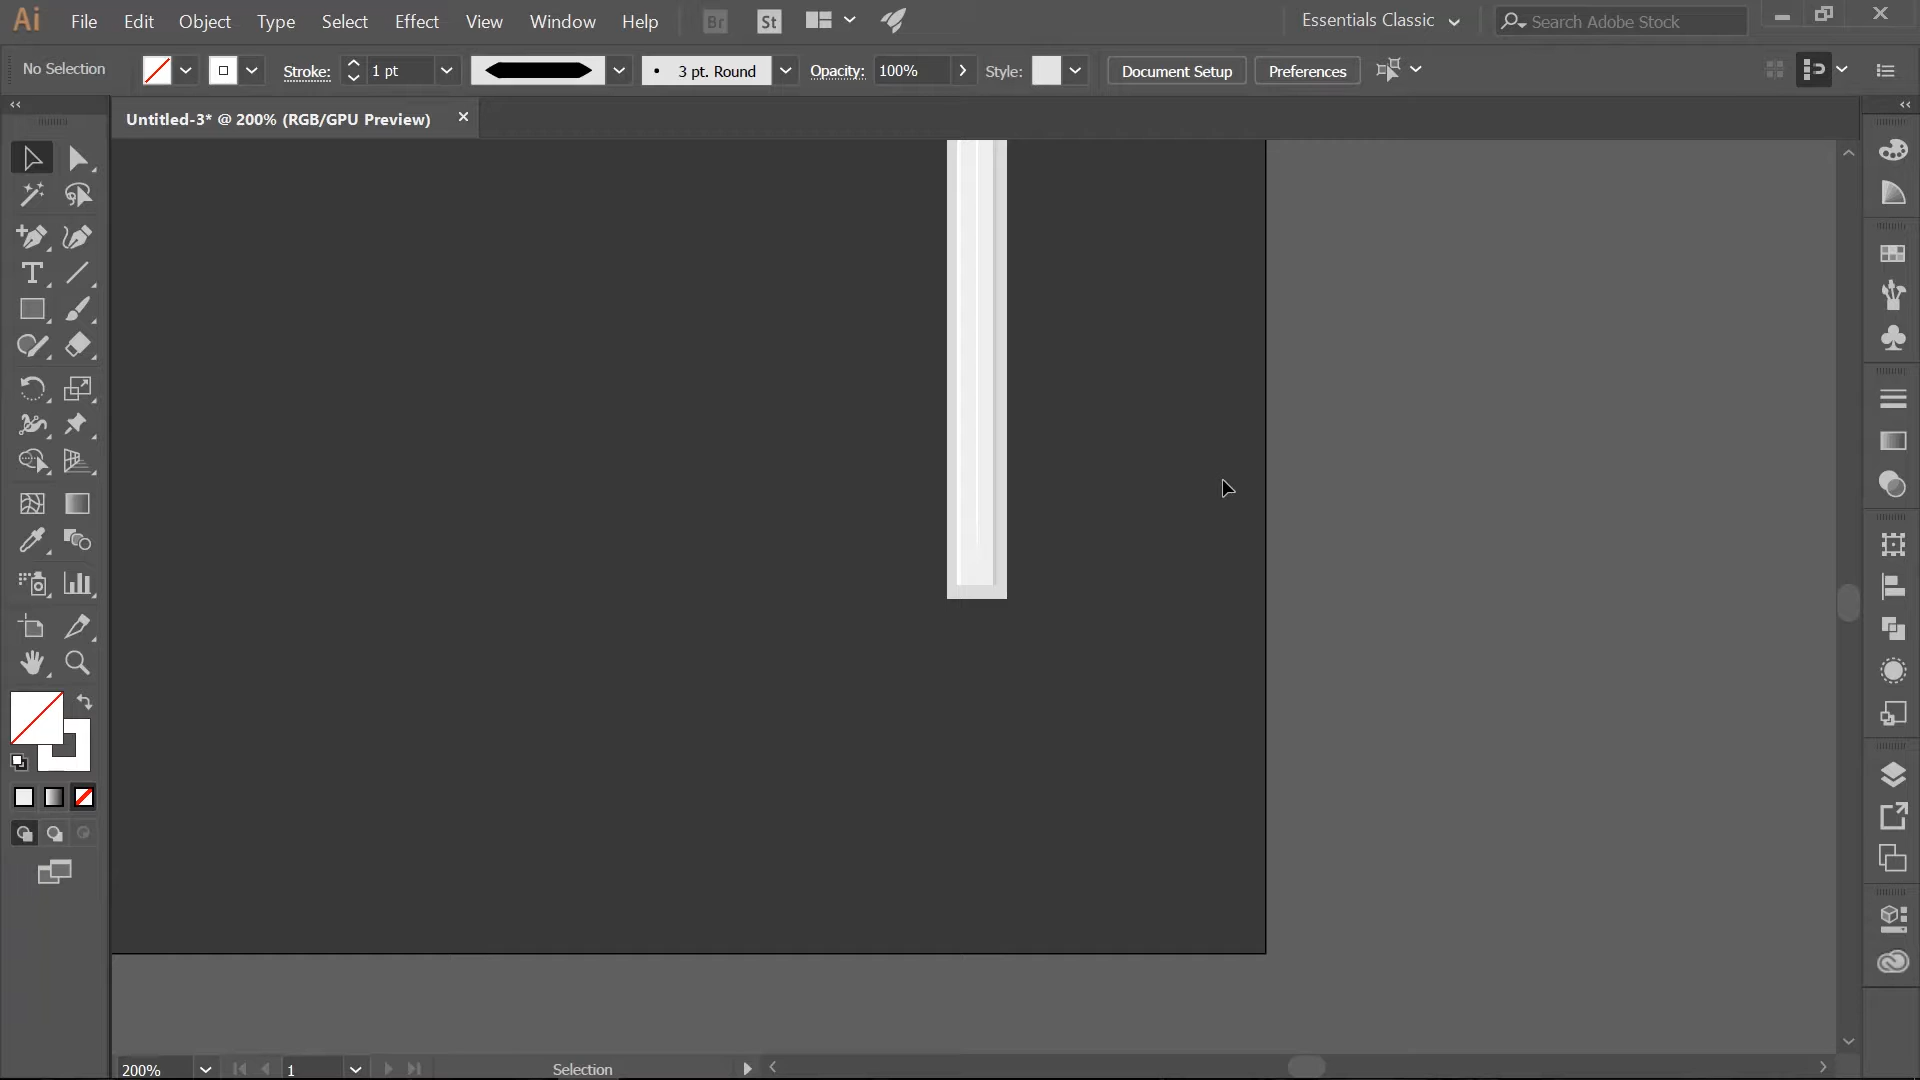 Ai File Edit Object Type Select Effect View Window Help Br St Essentials Classic Search Adobe Stock
No Selection Stroke: 1 pt 3 pt. Round Opacity: 100% Style: Document Setup Preferences
Untitled-3* @ 200% (RGB/GPU Preview)
200% 1 Selection